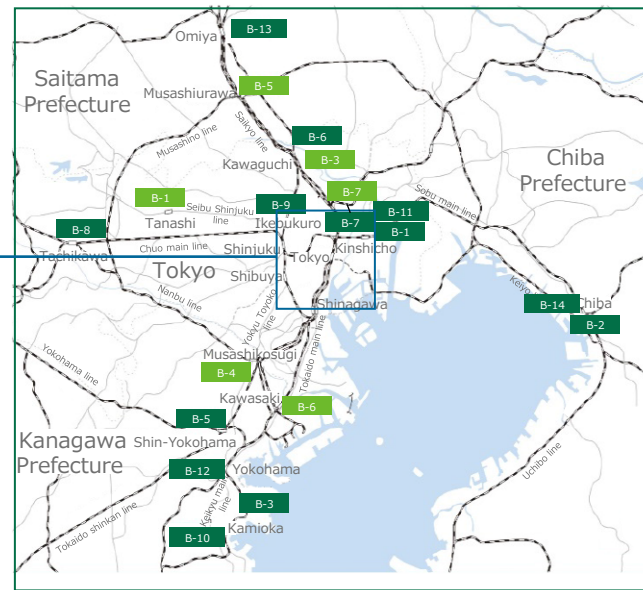 B-13
Omiya
Saitama
Prefecture
B-5
Musashiurawa
Saikyo line
Musashino line
B-6
Kawaguchi
B-3
Chiba
Prefecture
B-7
Sobu main line
B-1
Seibu Shinjuku
line
Tanashi
B-9
Ikebukuro
B-7
B-11
B-1
Kinshicho
B-8
Tachikawa
Chuo main line
Shinjuku
Tokyo
Tokyo
Shibuya
Nanbu line
Shinagawa
Keiyo
B-14
Chiba
B-2
Yokyu Toyoko
line
Tokaido main line
Yokohama line
Musashikosugi
B-4
Kawasaki
B-6
B-5
Shin-Yokohama
Kanagawa
Prefecture
B-12
Yokohama
Uchibo line
Keikyu main
line
B-3
Kamioka
Tokaido shinkan line
B-10